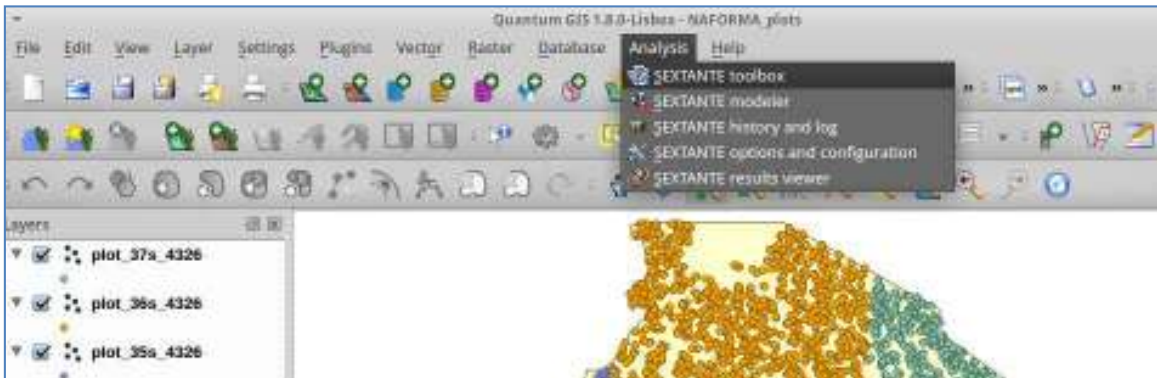 Quantum GIS 1.8.0-Lisboa - NAFORMA_plots
File Edit View Layer Settings Plugins Vector Raster Database Analysis Help
SEXTANTE toolbox
SEXTANTE modeler
SEXTANTE history and log
SEXTANTE options and configuration
SEXTANTE results viewer
Layers
plot_37s_4326
plot_36s_4326
plot_35s_4326